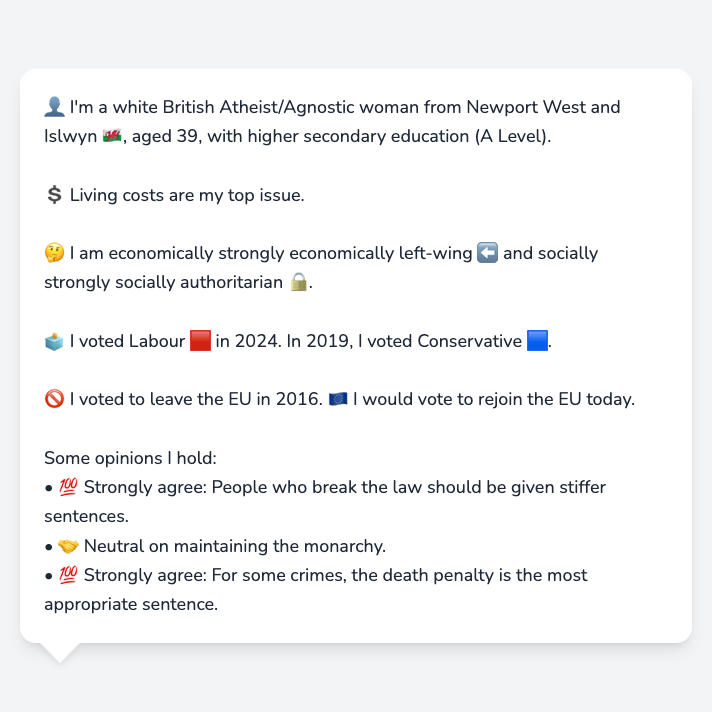 👤 I'm a white British Atheist/Agnostic woman from Newport West and
Islwyn 🏴󠁧󠁢󠁷󠁬󠁳󠁿, aged 39, with higher secondary education (A Level).
💲 Living costs are my top issue.
🤔 I am economically strongly economically left-wing ⬅️ and socially
strongly socially authoritarian 🔒.
🗳️ I voted Labour 🟥 in 2024. In 2019, I voted Conservative 🟦.
🚫 I voted to leave the EU in 2016. 🇪🇺 I would vote to rejoin the EU today.
Some opinions I hold:
• 💯 Strongly agree: People who break the law should be given stiffer
sentences.
• 🤝 Neutral on maintaining the monarchy.
• 💯 Strongly agree: For some crimes, the death penalty is the most
appropriate sentence.